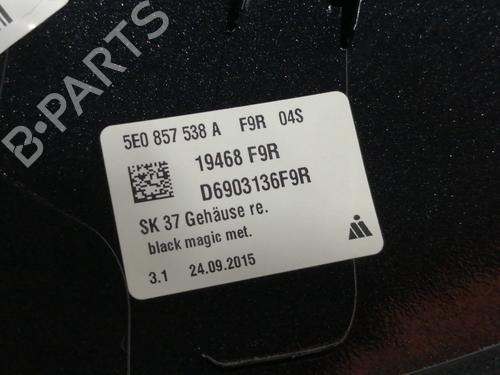 B-PARTS
5E0 857 538 A F9R 04S
19468 F9R
D6903136F9R
SK 37 Gehäuse re.
black magic met.
3.1 24.09.2015